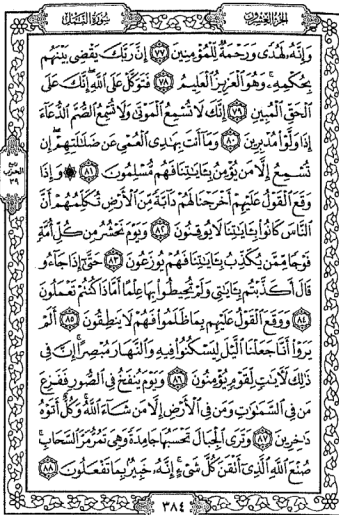 الجزء العشرون
سورة النمل
وَإِنَّهُۥ لَهُدًى وَرَحْمَةٌ لِّلْمُؤْمِنِينَ ٧٧ إِنَّ رَبَّكَ يَقْضِى بَيْنَهُم
بِحُكْمِهِۦ ۚ وَهُوَ ٱلْعَزِيزُ ٱلْعَلِيمُ ٧٨ فَتَوَكَّلْ عَلَى ٱللَّهِ ۖ إِنَّكَ عَلَى
ٱلْحَقِّ ٱلْمُبِينِ ٧٩ إِنَّكَ لَا تُسْمِعُ ٱلْمَوْتَىٰ وَلَا تُسْمِعُ ٱلصُّمَّ ٱلدُّعَآءَ
إِذَا وَلَّوْا۟ مُدْبِرِينَ ٨٠ وَمَآ أَنتَ بِهَـٰدِى ٱلْعُمْىِ عَن ضَلَـٰلَتِهِمْ ۖ إِن
تُسْمِعُ إِلَّا مَن يُؤْمِنُ بِـَٔايَـٰتِنَا فَهُم مُّسْلِمُونَ ٨١ ۞ وَإِذَا
وَقَعَ ٱلْقَوْلُ عَلَيْهِمْ أَخْرَجْنَا لَهُمْ دَآبَّةً مِّنَ ٱلْأَرْضِ تُكَلِّمُهُمْ أَنَّ
ٱلنَّاسَ كَانُوا۟ بِـَٔايَـٰتِنَا لَا يُوقِنُونَ ٨٢ وَيَوْمَ نَحْشُرُ مِن كُلِّ أُمَّةٍ
فَوْجًا مِّمَّن يُكَذِّبُ بِـَٔايَـٰتِنَا فَهُمْ يُوزَعُونَ ٨٣ حَتَّىٰٓ إِذَا جَآءُو
قَالَ أَكَذَّبْتُم بِـَٔايَـٰتِى وَلَمْ تُحِيطُوا۟ بِهَا عِلْمًا أَمَّاذَا كُنتُمْ تَعْمَلُونَ
٨٤ وَوَقَعَ ٱلْقَوْلُ عَلَيْهِم بِمَا ظَلَمُوا۟ فَهُمْ لَا يَنطِقُونَ ٨٥ أَلَمْ
يَرَوْا۟ أَنَّا جَعَلْنَا ٱلَّيْلَ لِيَسْكُنُوا۟ فِيهِ وَٱلنَّهَارَ مُبْصِرًا ۚ إِنَّ فِى
ذَٰلِكَ لَـَٔايَـٰتٍ لِّقَوْمٍ يُؤْمِنُونَ ٨٦ وَيَوْمَ يُنفَخُ فِى ٱلصُّورِ فَفَزِعَ
مَن فِى ٱلسَّمَـٰوَٰتِ وَمَن فِى ٱلْأَرْضِ إِلَّا مَن شَآءَ ٱللَّهُ ۚ وَكُلٌّ أَتَوْهُ
دَٰخِرِينَ ٨٧ وَتَرَى ٱلْجِبَالَ تَحْسَبُهَا جَامِدَةً وَهِىَ تَمُرُّ مَرَّ ٱلسَّحَابِ ۚ
صُنْعَ ٱللَّهِ ٱلَّذِىٓ أَتْقَنَ كُلَّ شَىْءٍ ۚ إِنَّهُۥ خَبِيرٌۢ بِمَا تَفْعَلُونَ ٨٨
ربع
الحزب
٣٩
٣٨٤